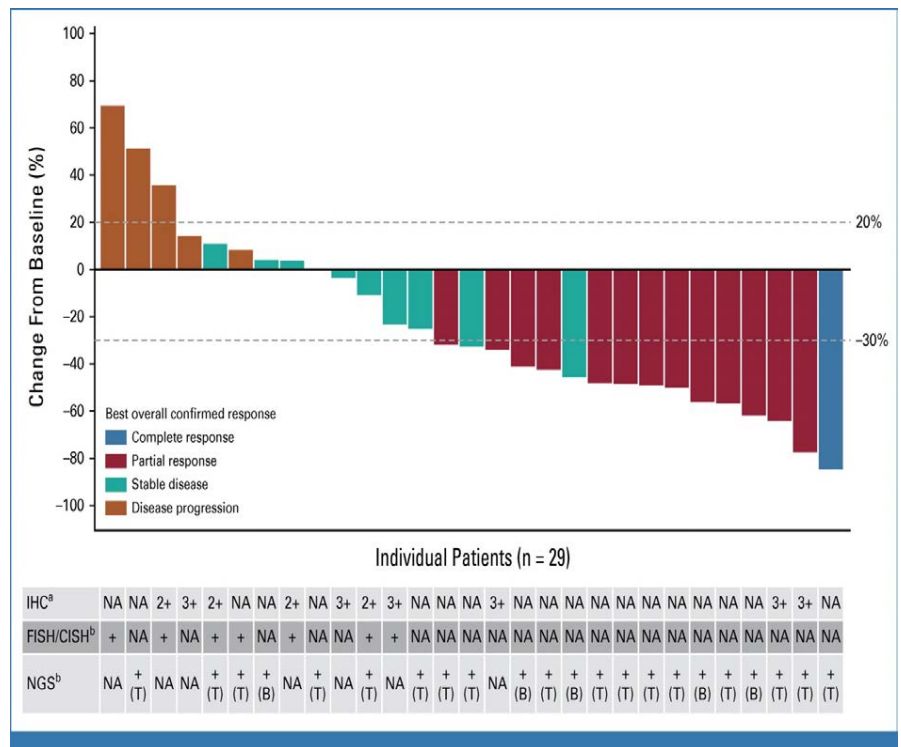 100
80
60
40
20
0
−20
−40
−60
−80
−100
Change From Baseline (%)
20%
−30%
Best overall confirmed response
Complete response
Partial response
Stable disease
Disease progression
Individual Patients (n = 29)
IHCa NA NA 2+ 3+ 2+ NA NA 2+ NA 3+ 2+ 3+ NA NA NA 3+ NA NA NA NA NA NA NA NA NA NA 3+ 3+ NA
FISH/CISHb + NA + NA + + NA + NA NA + + NA NA NA NA NA NA NA NA NA NA NA NA NA NA NA NA NA
NGSb NA + (T) NA NA + (T) + (T) + (B) NA + (T) NA + (T) NA + (T) + (T) + (T) NA + (B) + (T) + (B) + (T) + (T) + (T) + (T) + (B) + (T) + (B) + (T) + (T) + (T)